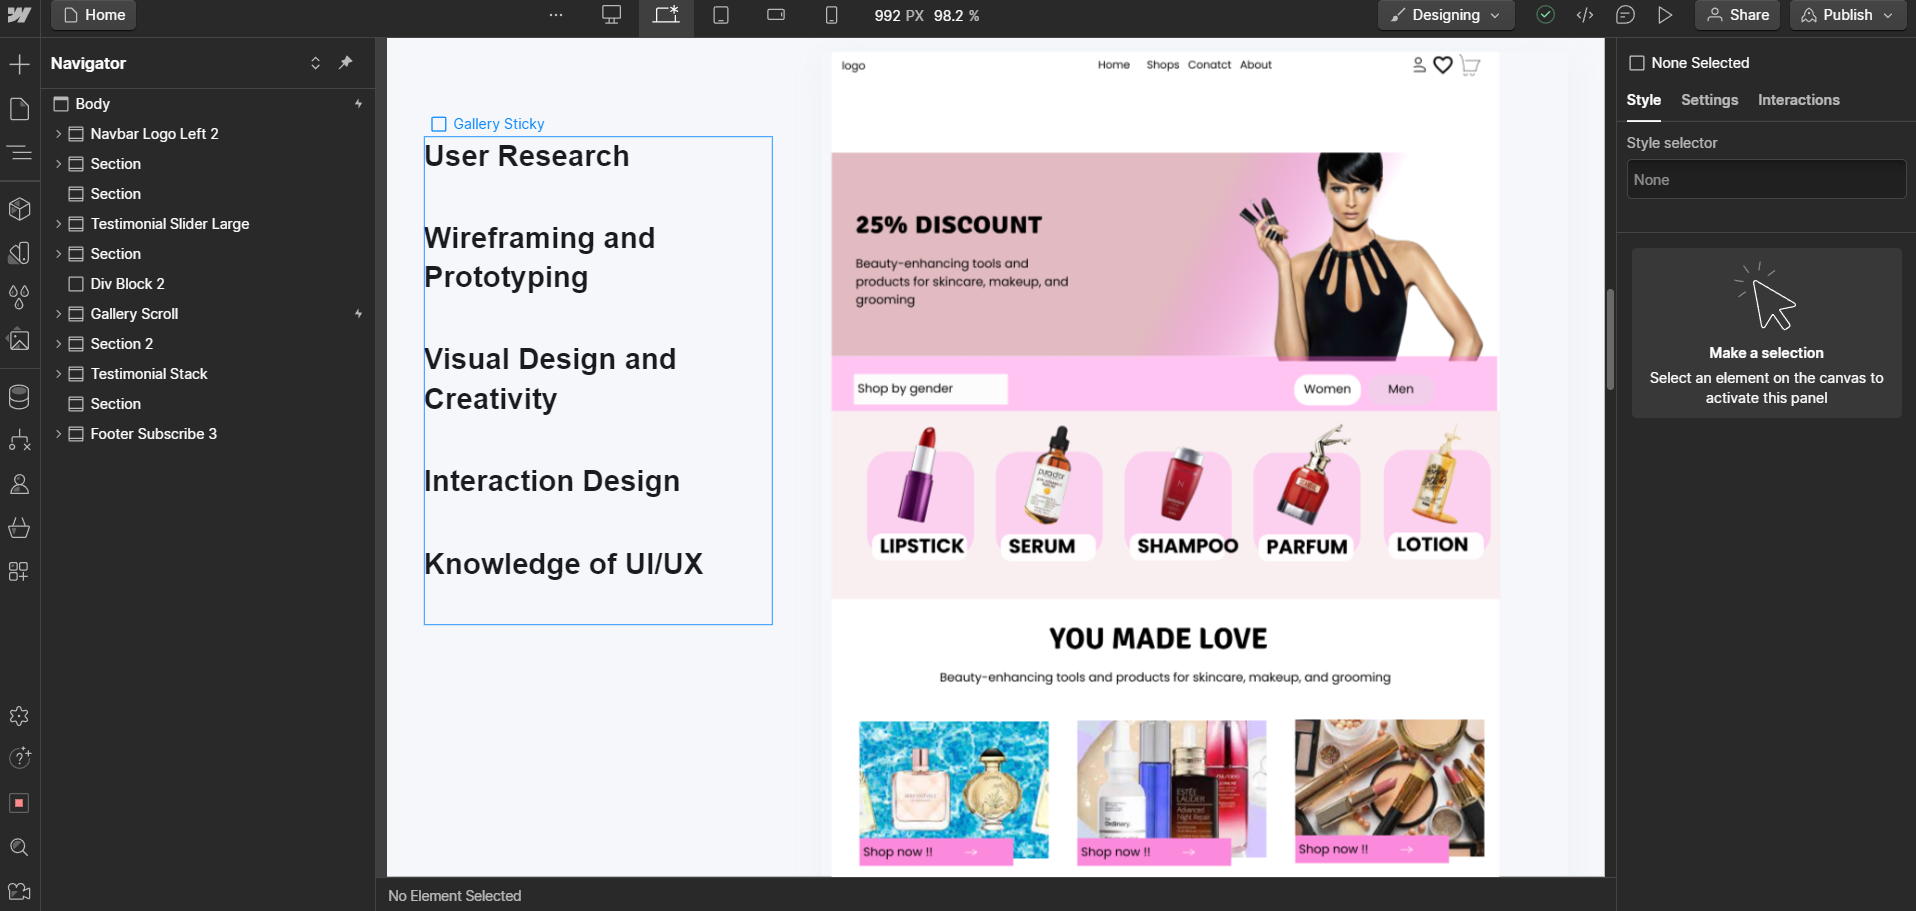 Home
992 PX 98.2 %
Designing
Share
Publish
Navigator
Body
Navbar Logo Left 2
Section
Section
Testimonial Slider Large
Section
Div Block 2
Gallery Scroll
Section 2
Testimonial Stack
Section
Footer Subscribe 3
Gallery Sticky
User Research
Wireframing and
Prototyping
Visual Design and
Creativity
Interaction Design
Knowledge of UI/UX
logo
Home Shops Conatct About
25% DISCOUNT
Beauty-enhancing tools and
products for skincare, makeup, and
grooming
Shop by gender
Women
Men
LIPSTICK
SERUM
SHAMPOO
PARFUM
LOTION
YOU MADE LOVE
Beauty-enhancing tools and products for skincare, makeup, and grooming
ESTĒE
LAUDER
Advanced
Night Repair
Ordinary.
Shop now !!
Shop now !!
Shop now !!
No Element Selected
None Selected
Style Settings Interactions
Style selector
None
Make a selection
Select an element on the canvas to
activate this panel